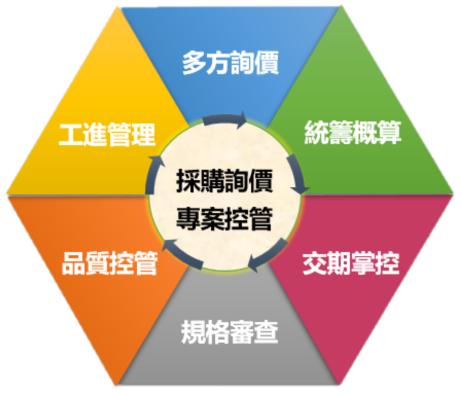 多方詢價
工進管理
統籌概算
採購詢價
專案控管
品質控管
交期掌控
規格審查